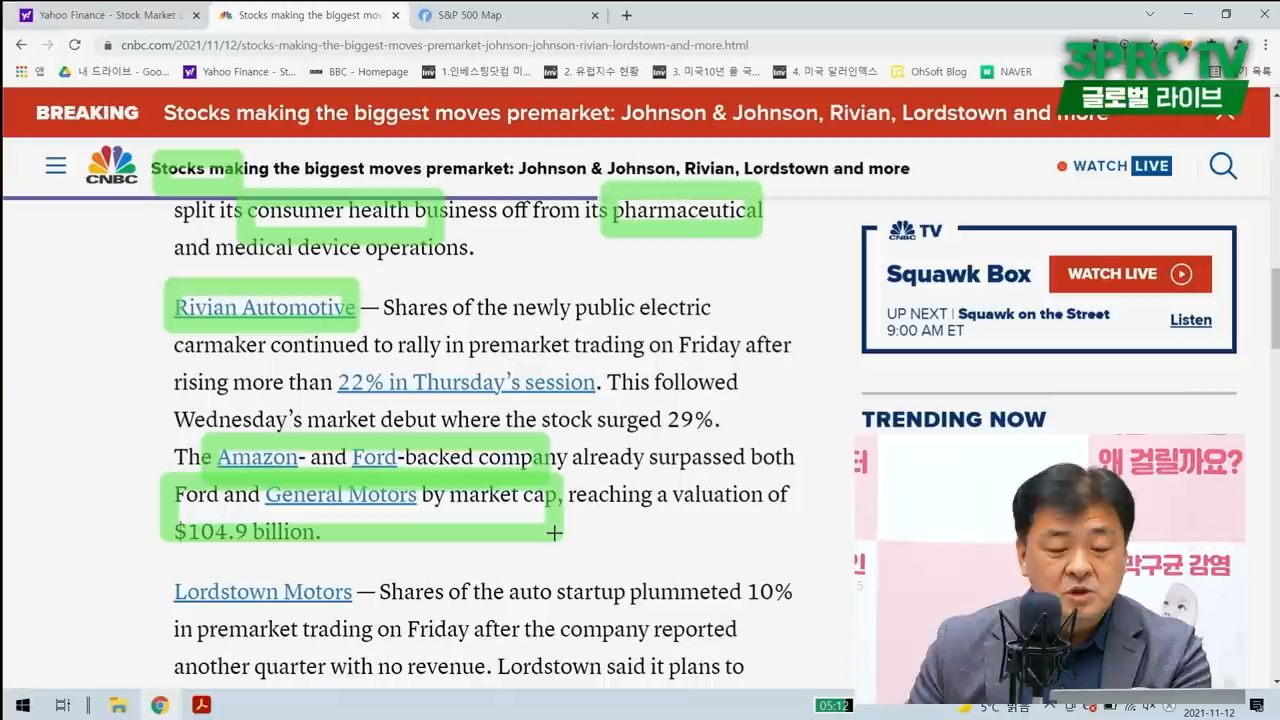 Yahoo Finance - Stock Market L
Stocks making the biggest mov
S&P 500 Map
cnbc.com/2021/11/12/stocks-making-the-biggest-moves-premarket-johnson-johnson-rivian-lordstown-and-more.html
앱
내 드라이브 - Goo...
Yahoo Finance - St...
BBC - Homepage
1.인베스팅닷컴 미...
2. 유럽지수 현황
3. 미국10년 물 국...
4. 미국 달러인덱스
OhSoft Blog
NAVER
기 목록
3PROTV
글로벌 라이브
BREAKING Stocks making the biggest moves premarket: Johnson & Johnson, Rivian, Lordstown and more
CNBC
Stocks making the biggest moves premarket: Johnson & Johnson, Rivian, Lordstown and more
WATCH LIVE
split its consumer health business off from its pharmaceutical
and medical device operations.
Rivian Automotive — Shares of the newly public electric
carmaker continued to rally in premarket trading on Friday after
rising more than 22% in Thursday's session. This followed
Wednesday's market debut where the stock surged 29%.
The Amazon- and Ford-backed company already surpassed both
Ford and General Motors by market cap, reaching a valuation of
$104.9 billion.
Lordstown Motors — Shares of the auto startup plummeted 10%
in premarket trading on Friday after the company reported
another quarter with no revenue. Lordstown said it plans to
CNBC TV
Squawk Box
WATCH LIVE
UP NEXT | Squawk on the Street
9:00 AM ET
Listen
TRENDING NOW
왜 걸릴까요?
막구균 감염
05:12
5°C 맑음
2021-11-12